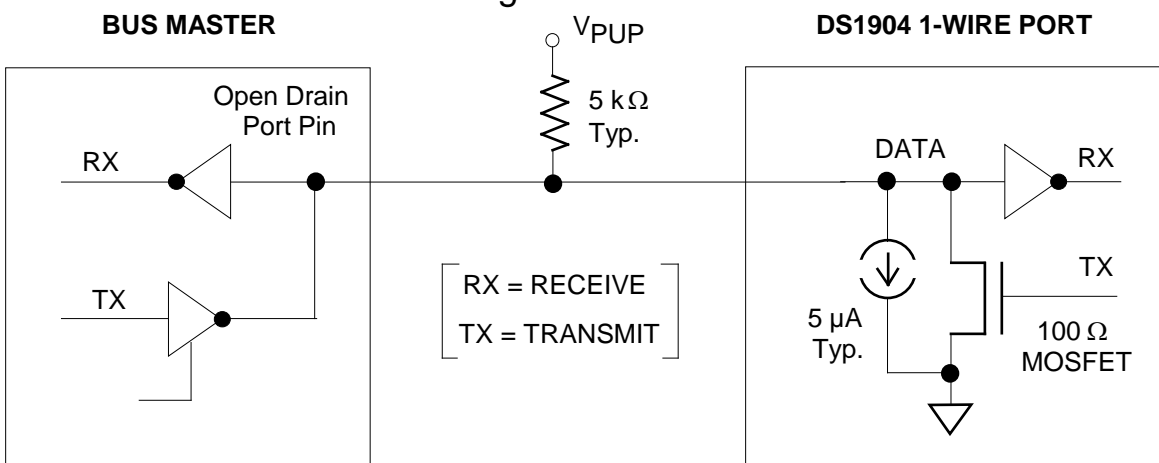 BUS MASTER
VPUP
DS1904 1-WIRE PORT
Open Drain
Port Pin
5 kΩ
Typ.
RX
DATA
RX
TX
RX = RECEIVE
TX = TRANSMIT
TX
5 µA
Typ.
100 Ω
MOSFET